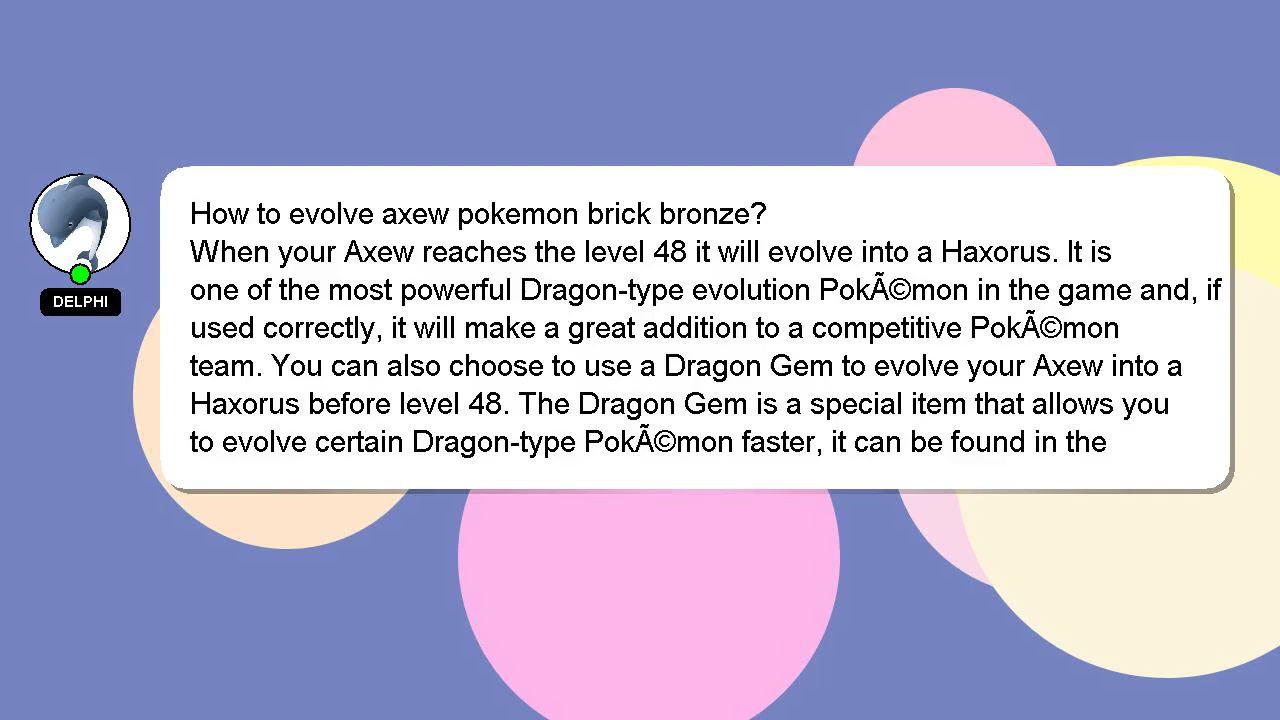 How to evolve axew pokemon brick bronze?
When your Axew reaches the level 48 it will evolve into a Haxorus. It is
one of the most powerful Dragon-type evolution PokÃ©mon in the game and, if
used correctly, it will make a great addition to a competitive PokÃ©mon
team. You can also choose to use a Dragon Gem to evolve your Axew into a
Haxorus before level 48. The Dragon Gem is a special item that allows you
to evolve certain Dragon-type PokÃ©mon faster, it can be found in the
DELPHI